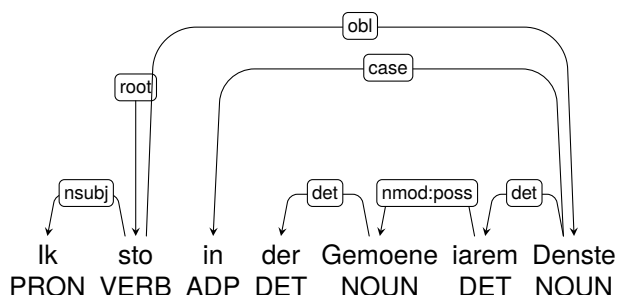 obl
case
root
nsubj det nmod:poss det
Ik sto in der Gemoene iarem Denste
PRON VERB ADP DET NOUN DET NOUN